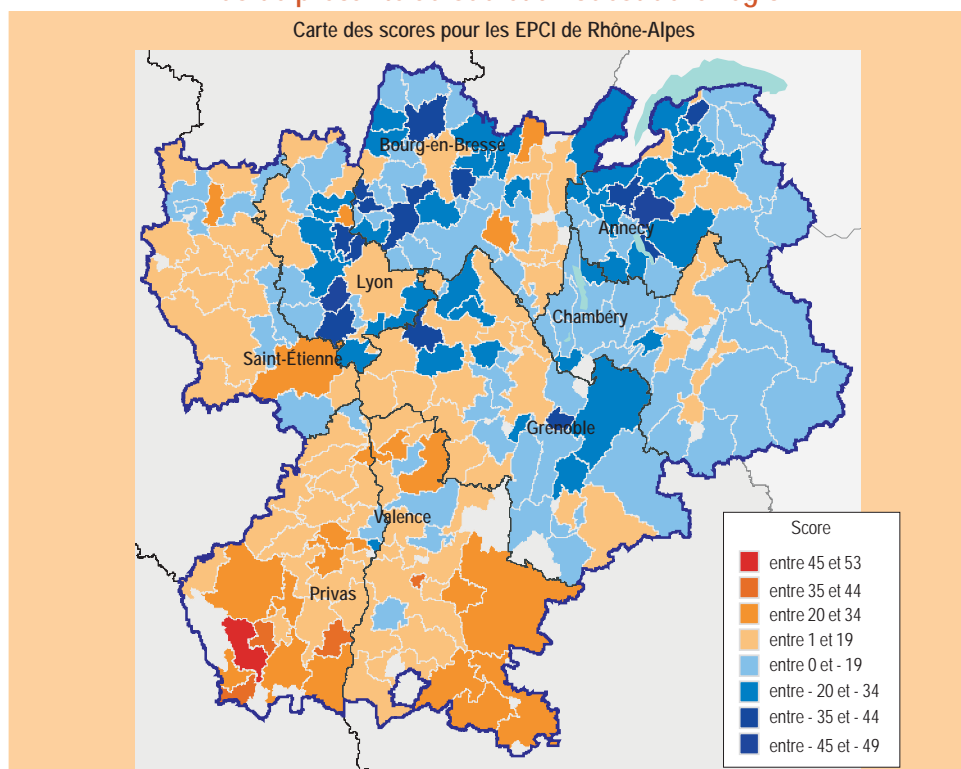 Carte des scores pour les EPCI de Rhône-Alpes
Bourg-en-Bresse
Annecy
Lyon
Chambéry
Saint-Étienne
Grenoble
Valence
Privas
Score
entre 45 et 53
entre 35 et 44
entre 20 et 34
entre 1 et 19
entre 0 et - 19
entre - 20 et - 34
entre - 35 et - 44
entre - 45 et - 49